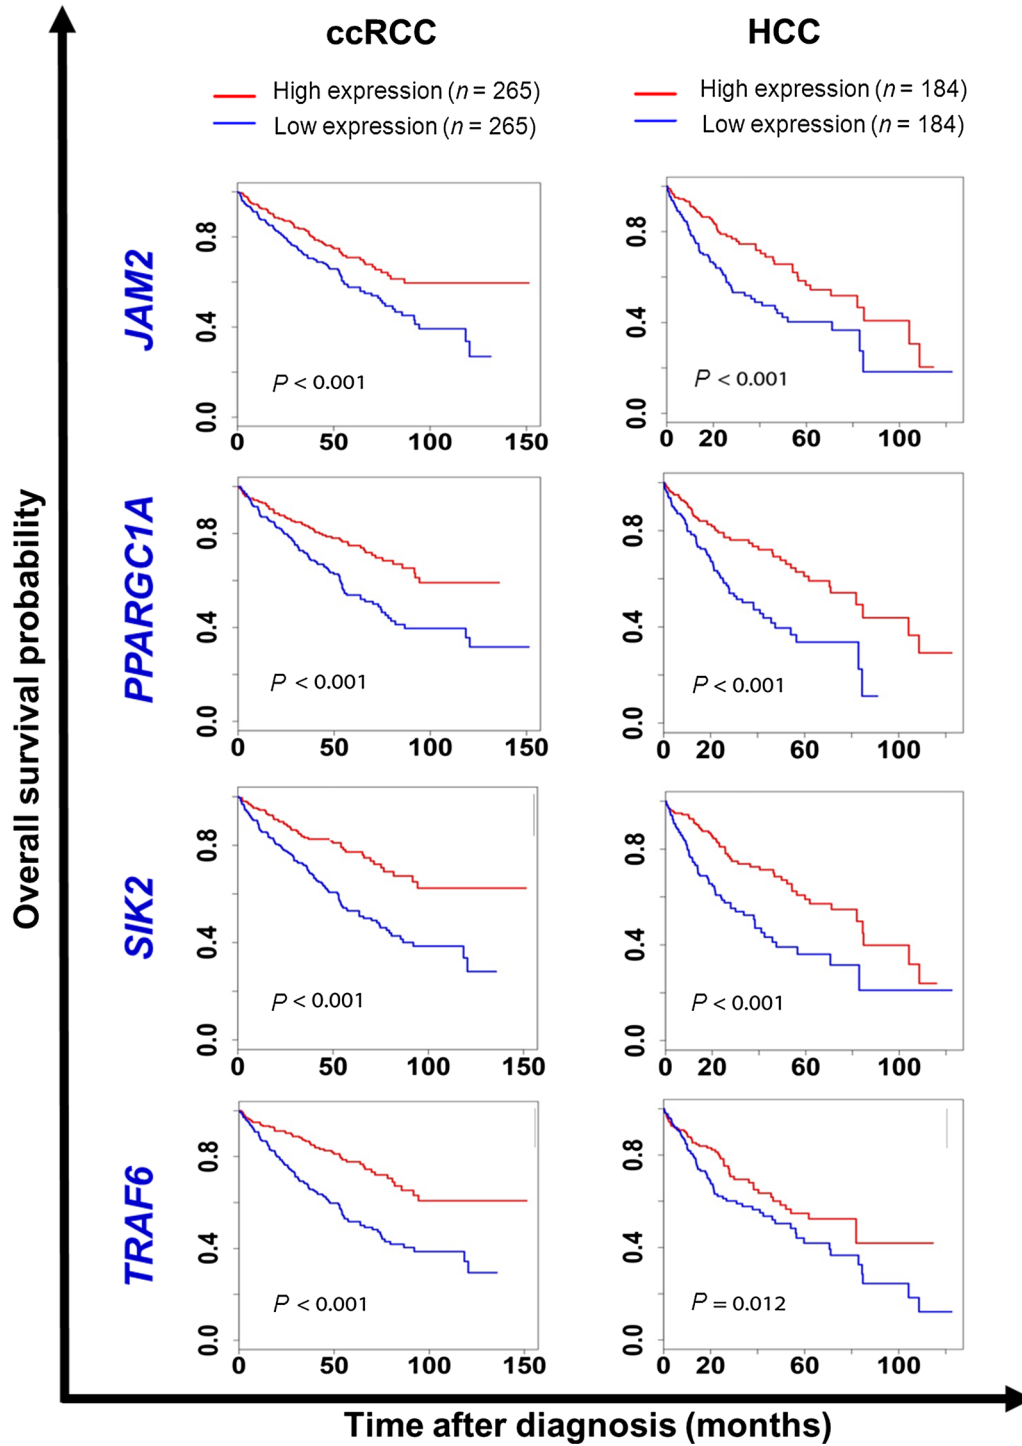 ccRCC
HCC
High expression (n = 265)
Low expression (n = 265)
High expression (n = 184)
Low expression (n = 184)
Overall survival probability
JAM2
0.8
0.4
0.0
P < 0.001
0 50 100 150
0.8
0.4
0.0
P < 0.001
0 20 60 100
PPARGC1A
0.8
0.4
0.0
P < 0.001
0 50 100 150
0.8
0.4
0.0
P < 0.001
0 20 60 100
SIK2
0.8
0.4
0.0
P < 0.001
0 50 100 150
0.8
0.4
0.0
P < 0.001
0 20 60 100
TRAF6
0.8
0.4
0.0
P < 0.001
0 50 100 150
0.8
0.4
0.0
P = 0.012
0 20 60 100
Time after diagnosis (months)